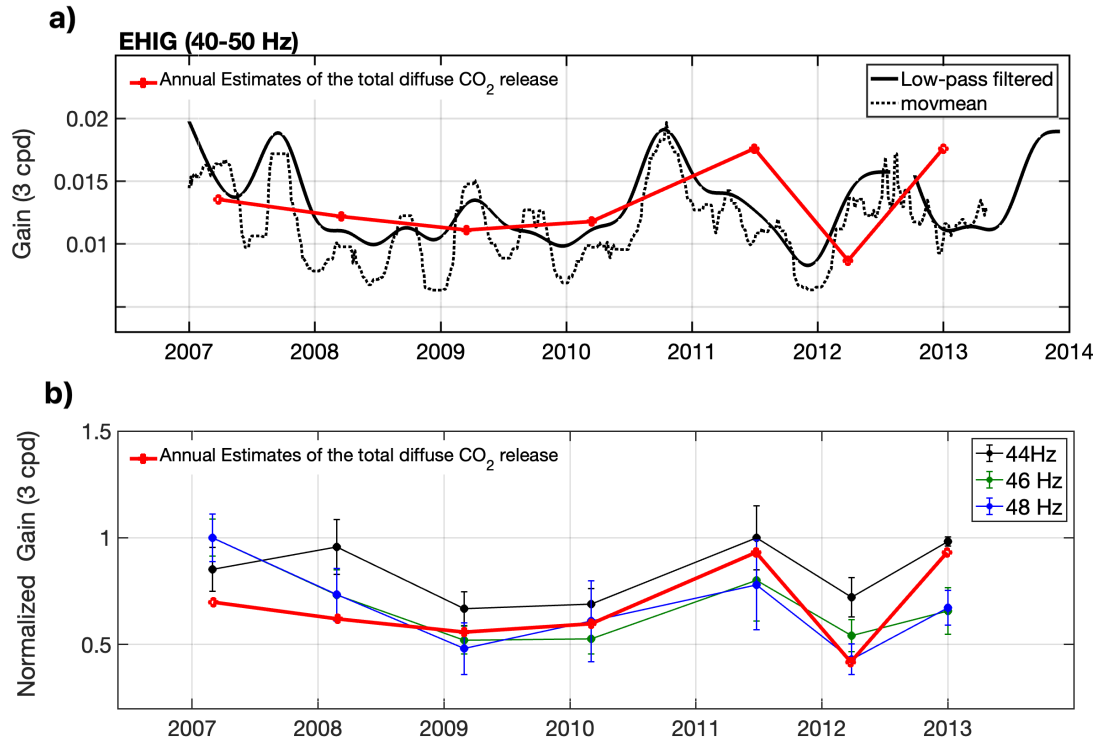 a)
EHIG (40-50 Hz)
Annual Estimates of the total diffuse CO2 release
Low-pass filtered
movmean
Gain (3 cpd)
0.02
0.015
0.01
2007 2008 2009 2010 2011 2012 2013 2014
b)
Annual Estimates of the total diffuse CO2 release
44Hz
46 Hz
48 Hz
Normalized Gain (3 cpd)
1.5
1
0.5
2007 2008 2009 2010 2011 2012 2013